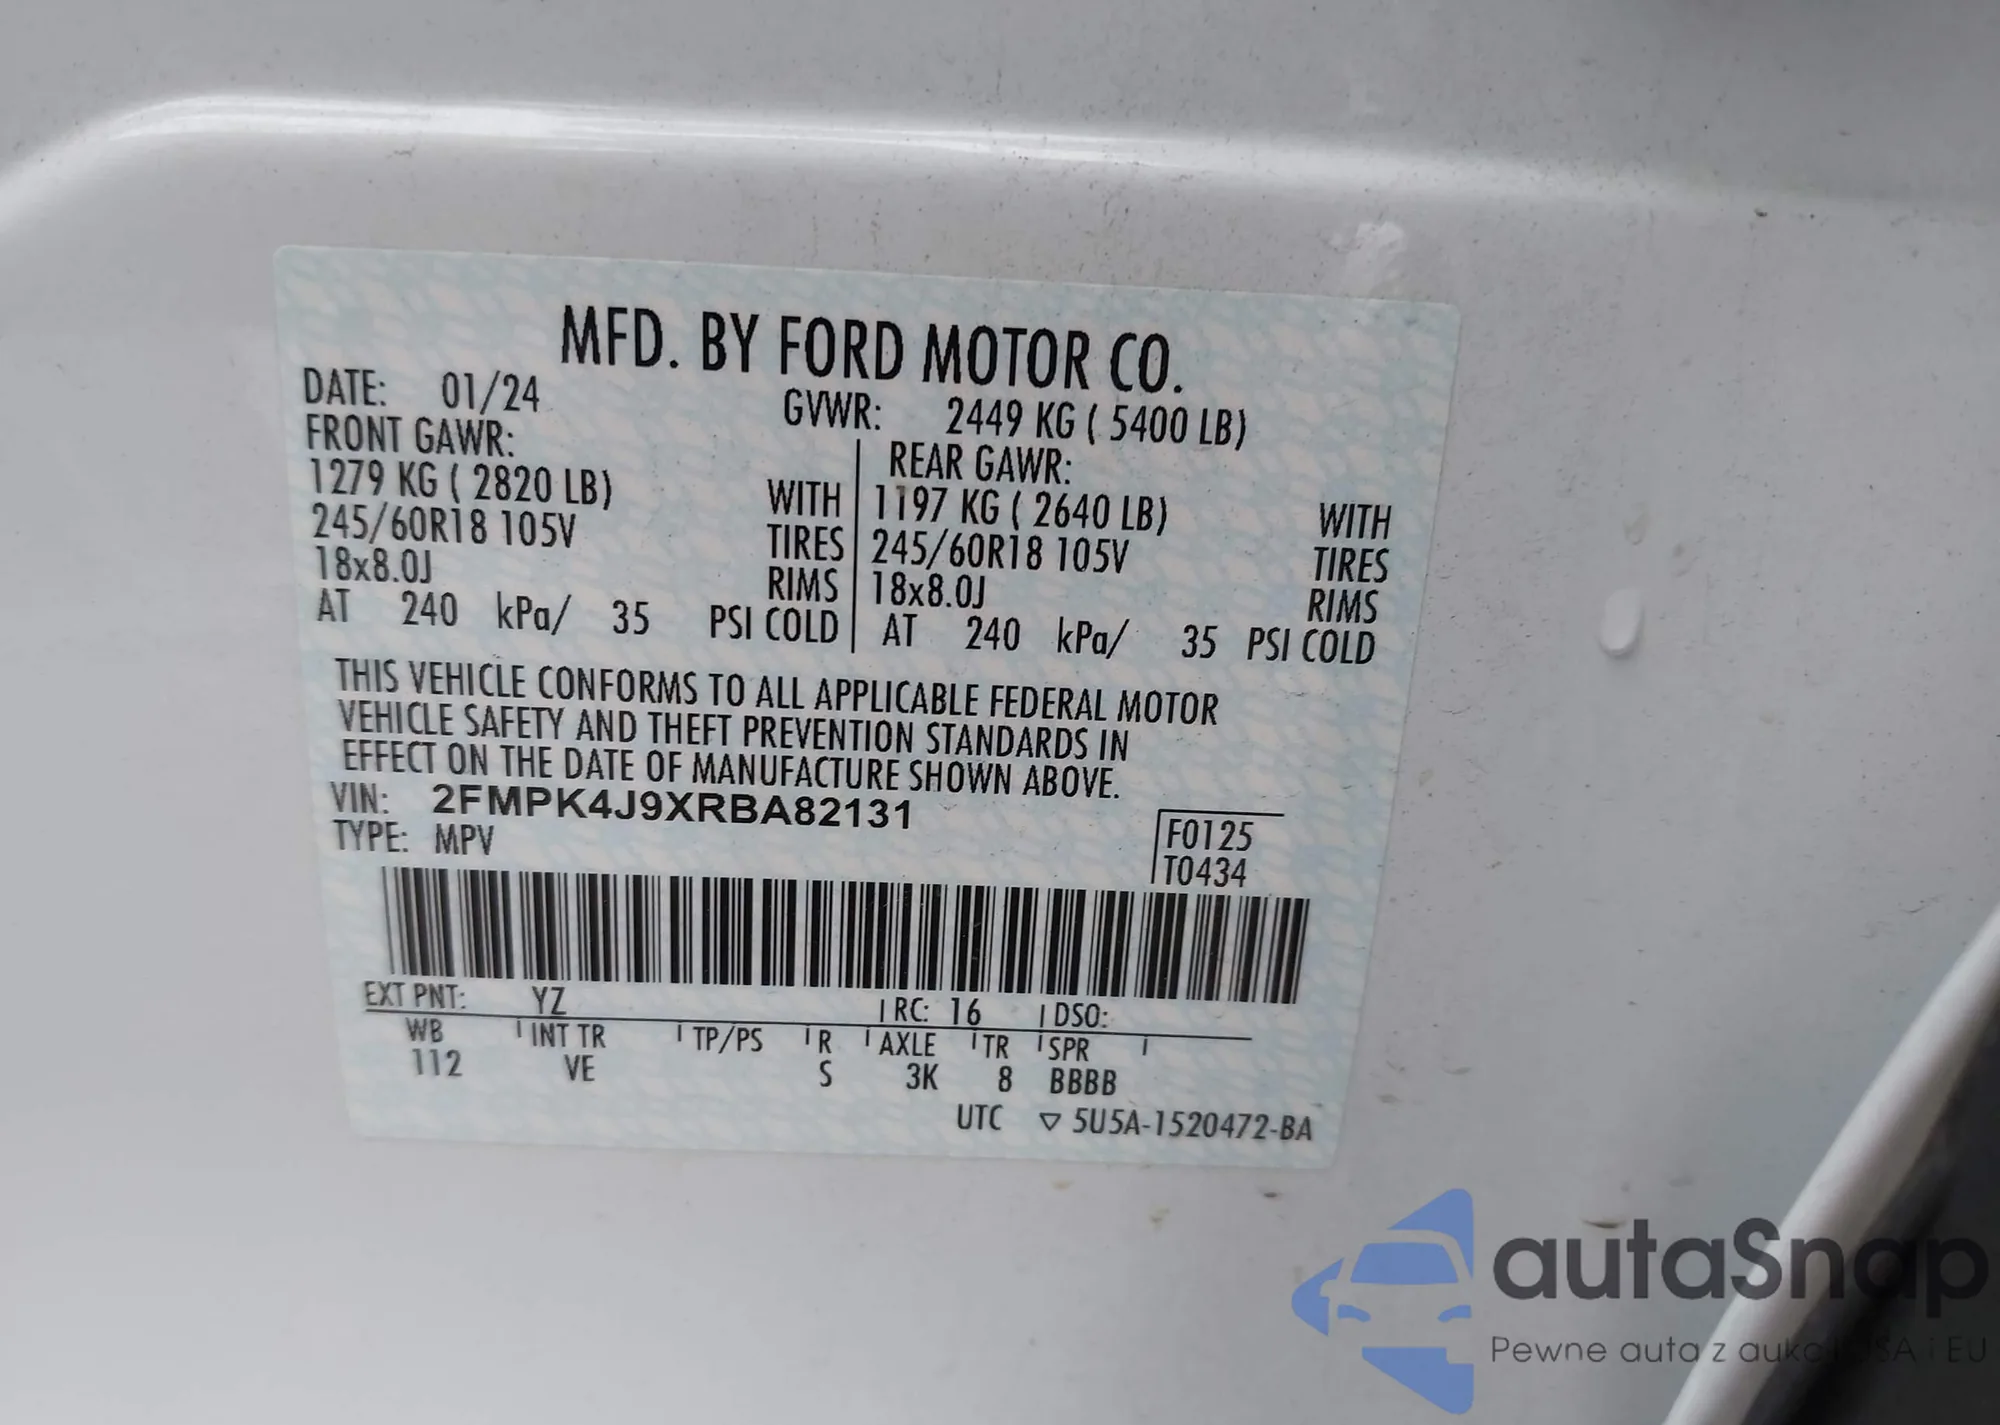 MFD. BY FORD MOTOR CO.
DATE: 01/24 GVWR: 2449 KG ( 5400 LB)
FRONT GAWR: REAR GAWR:
1279 KG ( 2820 LB) WITH 1197 KG ( 2640 LB) WITH
245/60R18 105V TIRES 245/60R18 105V TIRES
18x8.0J RIMS 18x8.0J RIMS
AT 240 kPa/ 35 PSI COLD AT 240 kPa/ 35 PSI COLD
THIS VEHICLE CONFORMS TO ALL APPLICABLE FEDERAL MOTOR
VEHICLE SAFETY AND THEFT PREVENTION STANDARDS IN
EFFECT ON THE DATE OF MANUFACTURE SHOWN ABOVE.
VIN: 2FMPK4J9XRBA82131
TYPE: MPV
F0125
T0434
EXT PNT: YZ RC: 16 DSO:
WB INT TR TP/PS R AXLE TR SPR
112 VE S 3K 8 BBBB
UTC ▽ 5U5A-1520472-BA
autaSnap
Pewne auta z USA i EU